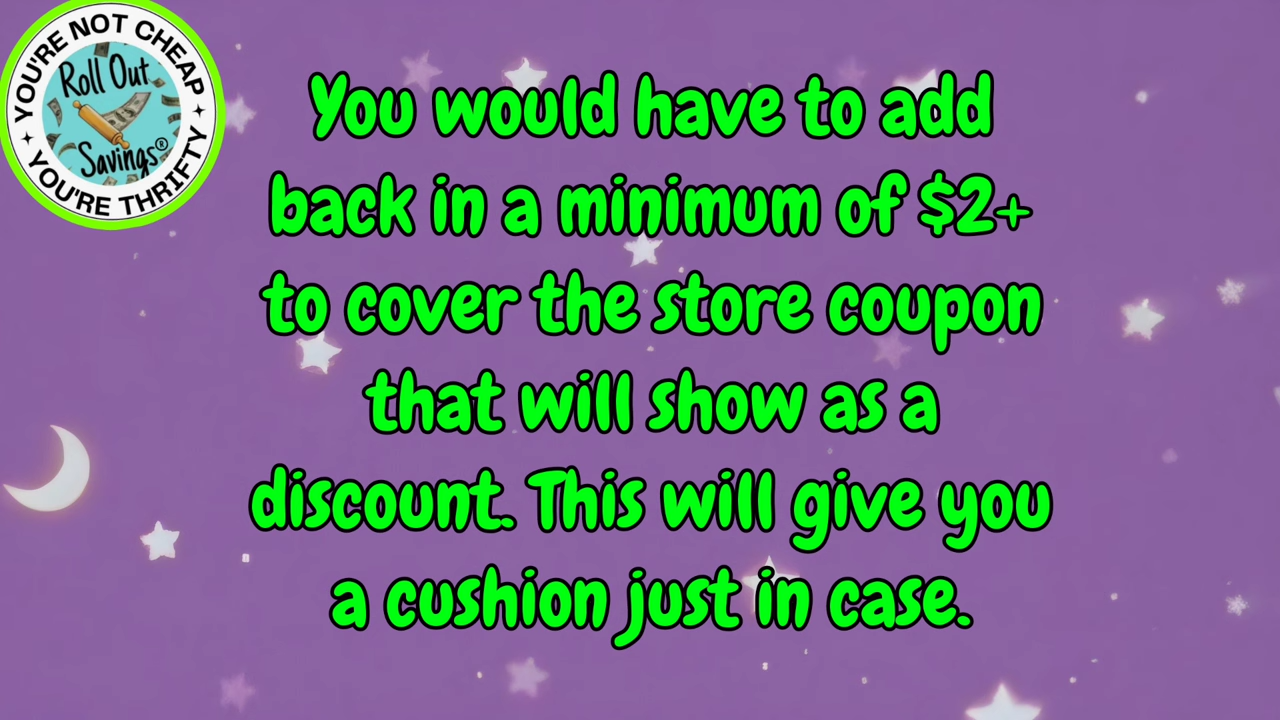 YOU'RE NOT CHEAP
Roll Out
Savings®
YOU'RE THRIFTY
You would have to add
back in a minimum of $2+
to cover the store coupon
that will show as a
discount. This will give you
a cushion just in case.